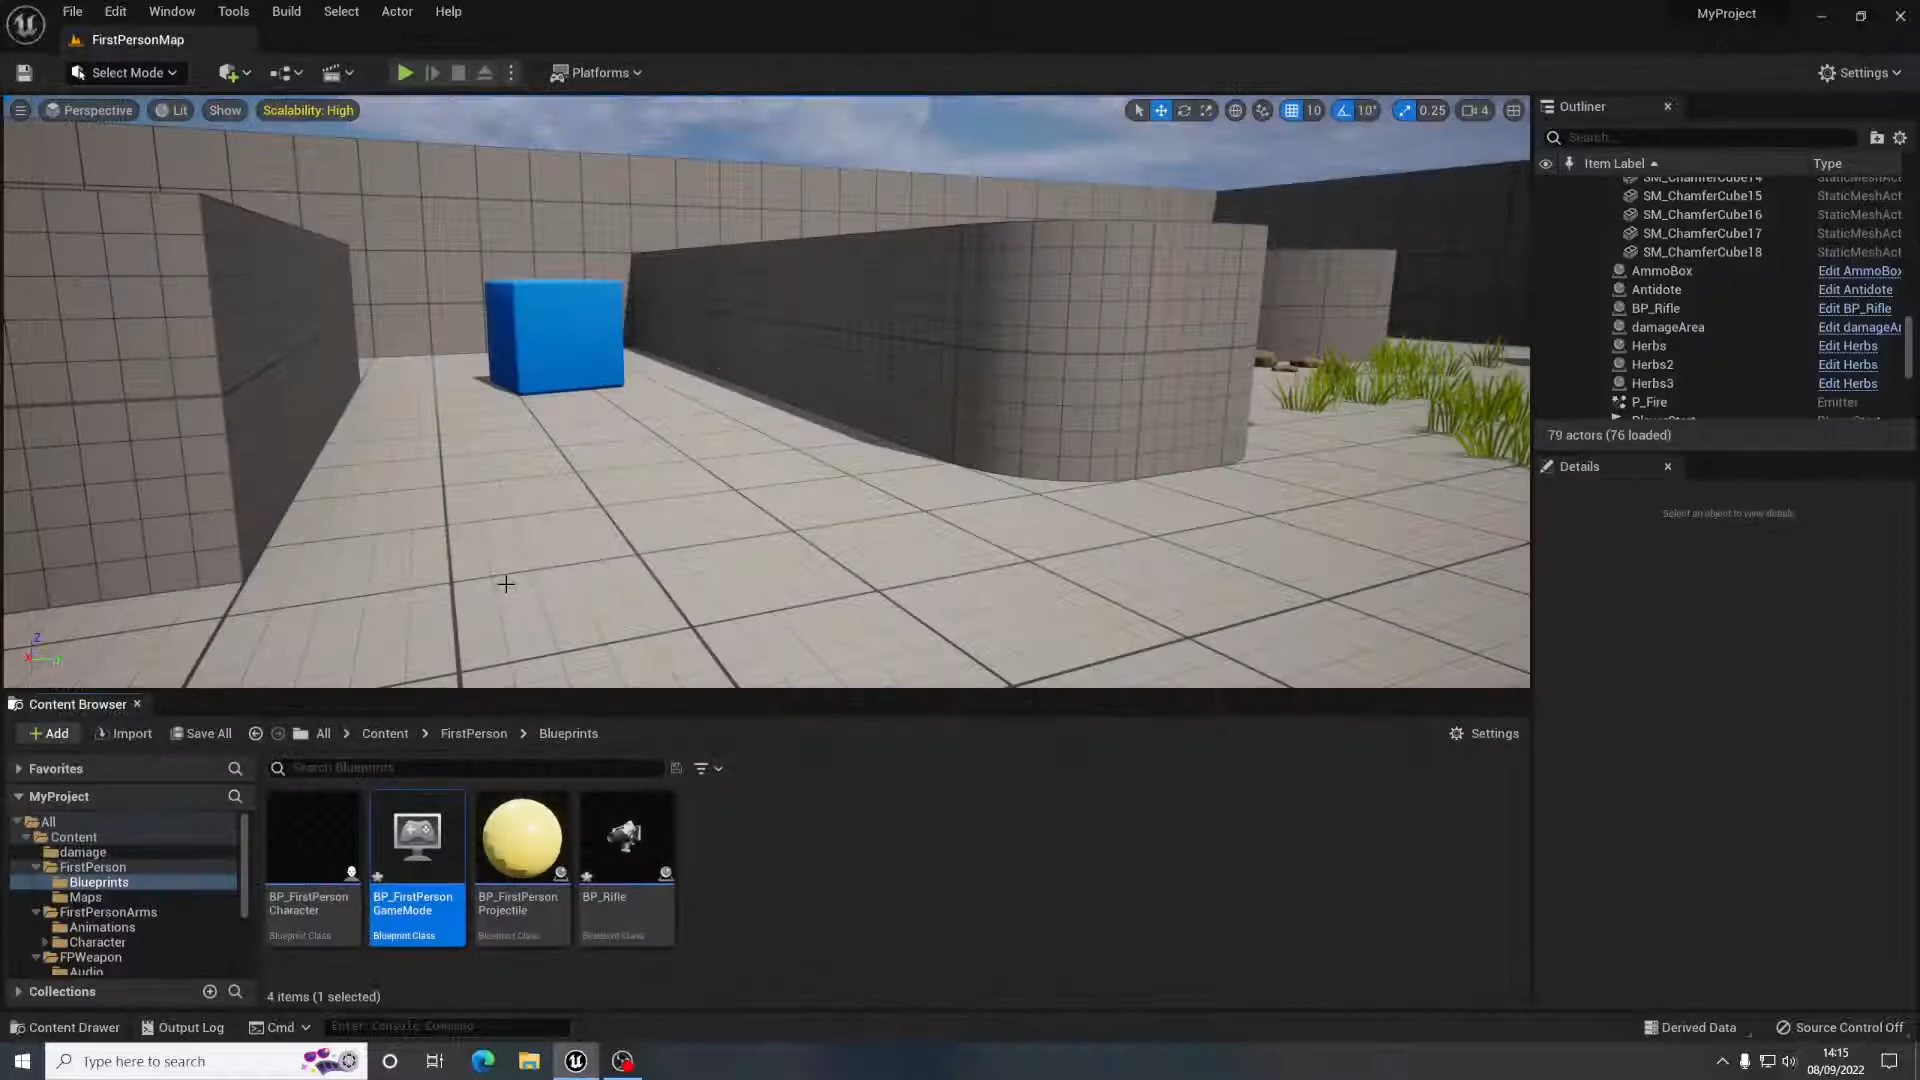 File Edit Window Tools Build Select Actor Help
MyProject
FirstPersonMap
Select Mode
Platforms
Settings
Perspective Lit Show Scalability: High
10 10° 0.25 4
Outliner
Search...
Item Label Type
SM_ChamferCube14 StaticMeshAct
SM_ChamferCube15 StaticMeshAct
SM_ChamferCube16 StaticMeshAct
SM_ChamferCube17 StaticMeshAct
SM_ChamferCube18 StaticMeshAct
AmmoBox Edit AmmoBox
Antidote Edit Antidote
BP_Rifle Edit BP_Rifle
damageArea Edit damageAr
Herbs Edit Herbs
Herbs2 Edit Herbs
Herbs3 Edit Herbs
P_Fire Emitter
PlayerStart PlayerStart
79 actors (76 loaded)
Details
Select an object to view details.
Z
X
Content Browser
Add Import Save All All Content FirstPerson Blueprints
Settings
Favorites
Search Blueprints
MyProject
All
Content
damage
FirstPerson
Blueprints
Maps
FirstPersonArms
Animations
Character
FPWeapon
Audio
Collections
BP_FirstPerson
Character
Blueprint Class
BP_FirstPerson
GameMode
Blueprint Class
BP_FirstPerson
Projectile
Blueprint Class
BP_Rifle
Blueprint Class
4 items (1 selected)
Content Drawer Output Log Cmd Enter Console Command
Derived Data Source Control Off
Type here to search
14:15
08/09/2022